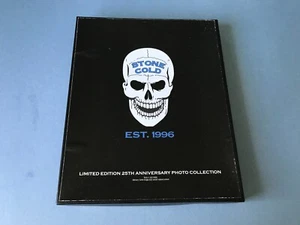 STONE
COLD
EST. 1996
LIMITED EDITION 25TH ANNIVERSARY PHOTO COLLECTION